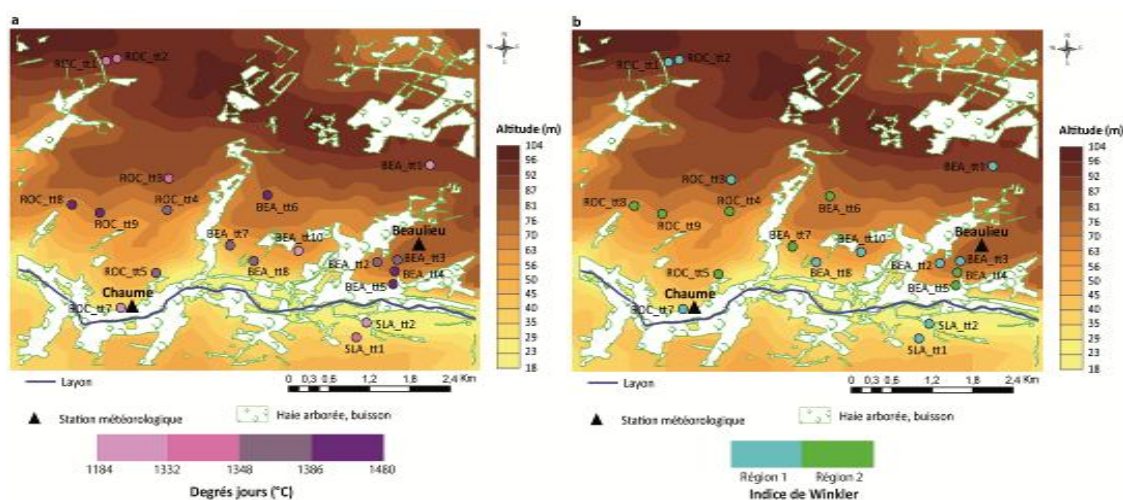 a
N
ROC_tt1 ROC_tt2
BEA_tt1
ROC_tt3
ROC_tt8 ROC_tt4
ROC_tt9 BEA_tt6
BEA_tt7 BEA_tt10 Beaulieu
BEA_tt8 BEA_tt2 BEA_tt3
ROC_tt5 BEA_tt4
Chaume BEA_tt5
ROC_tt7 SLA_tt2
SLA_tt1
Altitude (m)
104
96
92
87
81
76
70
63
56
50
45
40
35
29
23
18
Layon
0 0,3 0,6 1,2 1,8 2,4 Km
Station météorologique
Haie arborée, buisson
1184 1332 1348 1386 1480
Degrés jours (°C)
b
N
ROC_tt1 ROC_tt2
BEA_tt1
ROC_tt3
ROC_tt8 ROC_tt4
ROC_tt9 BEA_tt6
BEA_tt7 BEA_tt10 Beaulieu
BEA_tt8 BEA_tt2 BEA_tt3
ROC_tt5 BEA_tt4
Chaume BEA_tt5
ROC_tt7 SLA_tt2
SLA_tt1
Altitude (m)
104
96
92
87
81
76
70
63
56
50
45
40
35
29
23
18
Layon
0 0,3 0,6 1,2 1,8 2,4 Km
Station météorologique
Haie arborée, buisson
Région 1 Région 2
Indice de Winkler